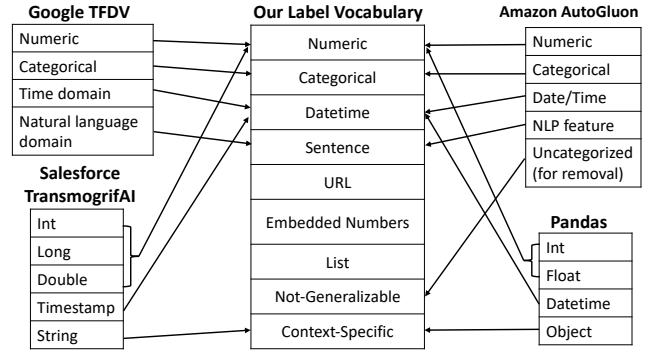 Google TFDV
Numeric
Categorical
Time domain
Natural language
domain
Salesforce
TransmogrifAI
Int
Long
Double
Timestamp
String
Our Label Vocabulary
Numeric
Categorical
Datetime
Sentence
URL
Embedded Numbers
List
Not-Generalizable
Context-Specific
Amazon AutoGluon
Numeric
Categorical
Date/Time
NLP feature
Uncategorized
(for removal)
Pandas
Int
Float
Datetime
Object